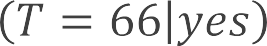 (T = 66|yes)